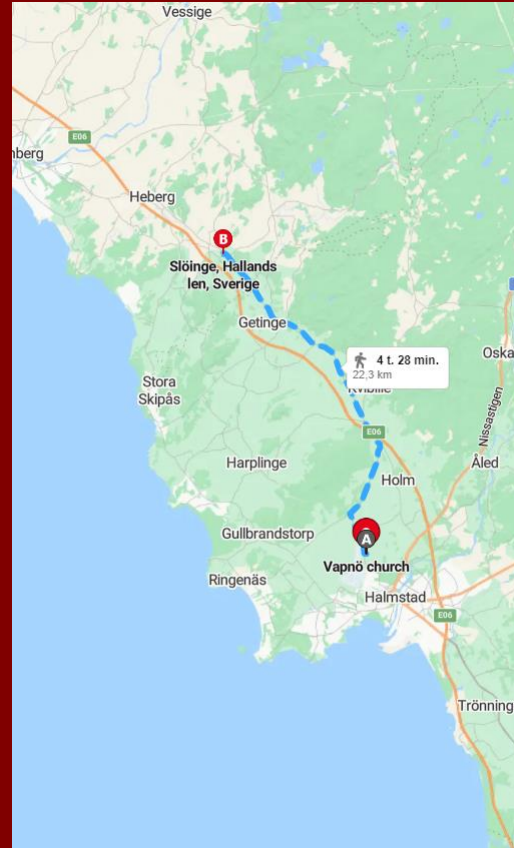 Vessige
E06
nberg
Heberg
B
Slöinge, Hallands
len, Sverige
Getinge
4 t. 28 min.
22,3 km
Oska
Stora
Skipås
E06
Nissastigen
Harplinge
Åled
Holm
Gullbrandstorp
A
Vapnö church
Ringenäs
Halmstad
E06
Trönning